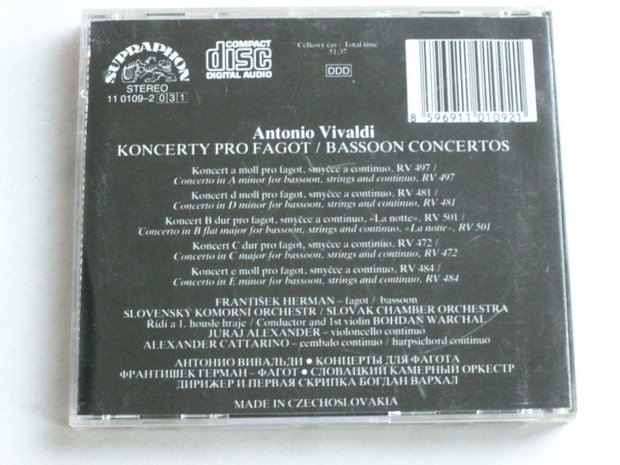 SUPRAPHON
STEREO
11 0109-2 031
COMPACT
disc
DIGITAL AUDIO
Celkový čas / Total time
51:37
DDD
8 596911 010921
Antonio Vivaldi
KONCERTY PRO FAGOT / BASSOON CONCERTOS
Koncert a moll pro fagot, smyčce a continuo, RV 497 /
Concerto in A minor for bassoon, strings and continuo, RV 497
Koncert d moll pro fagot, smyčce a continuo, RV 481 /
Concerto in D minor for bassoon, strings and continuo, RV 481
Koncert B dur pro fagot, smyčce a continuo, »La notte«, RV 501 /
Concerto in B flat major for bassoon, strings and continuo, »La notte«, RV 501
Koncert C dur pro fagot, smyčce a continuo, RV 472 /
Concerto in C major for bassoon, strings and continuo, RV 472
Koncert e moll pro fagot, smyčce a continuo, RV 484 /
Concerto in E minor for bassoon, strings and continuo, RV 484
FRANTIŠEK HERMAN – fagot / bassoon
SLOVENSKÝ KOMORNÍ ORCHESTR / SLOVAK CHAMBER ORCHESTRA
Řídí a 1. housle hraje / Conductor and 1st violin BOHDAN WARCHAL
JURAJ ALEXANDER – violoncello continuo
ALEXANDER CATTARINO – cembalo continuo / harpsichord continuo
АНТОНИО ВИВАЛЬДИ ● КОНЦЕРТЫ ДЛЯ ФАГОТА
ФРАНТИШЕК ГЕРМАН – ФАГОТ ● СЛОВАЦКИЙ КАМЕРНЫЙ ОРКЕСТР
ДИРИЖЕР И ПЕРВАЯ СКРИПКА БОГДАН ВАРХАЛ
MADE IN CZECHOSLOVAKIA